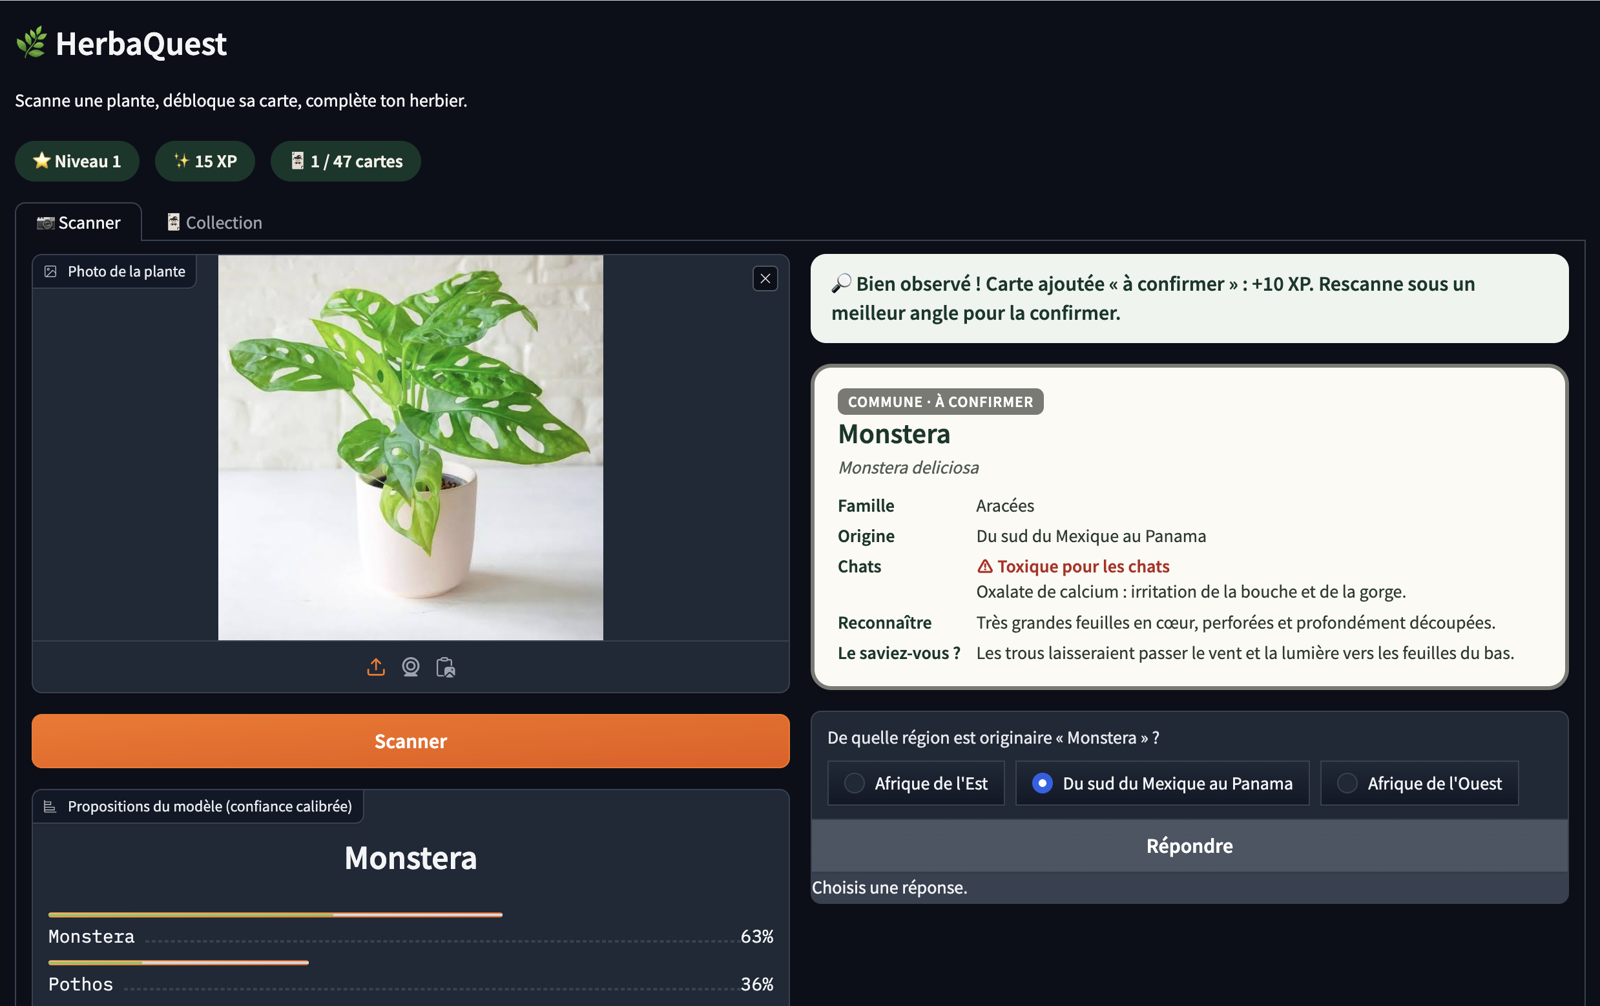 🌿 HerbaQuest
Scanne une plante, débloque sa carte, complète ton herbier.
⭐ Niveau 1
✨ 15 XP
🃏 1 / 47 cartes
📷 Scanner
🃏 Collection
Photo de la plante
Scanner
Propositions du modèle (confiance calibrée)
Monstera
Monstera 63%
Pothos 36%
🔎 Bien observé ! Carte ajoutée « à confirmer » : +10 XP. Rescanne sous un
meilleur angle pour la confirmer.
COMMUNE · À CONFIRMER
Monstera
Monstera deliciosa
Famille Aracées
Origine Du sud du Mexique au Panama
Chats ⚠ Toxique pour les chats
Oxalate de calcium : irritation de la bouche et de la gorge.
Reconnaître Très grandes feuilles en cœur, perforées et profondément découpées.
Le saviez-vous ? Les trous laisseraient passer le vent et la lumière vers les feuilles du bas.
De quelle région est originaire « Monstera » ?
Afrique de l'Est
Du sud du Mexique au Panama
Afrique de l'Ouest
Répondre
Choisis une réponse.